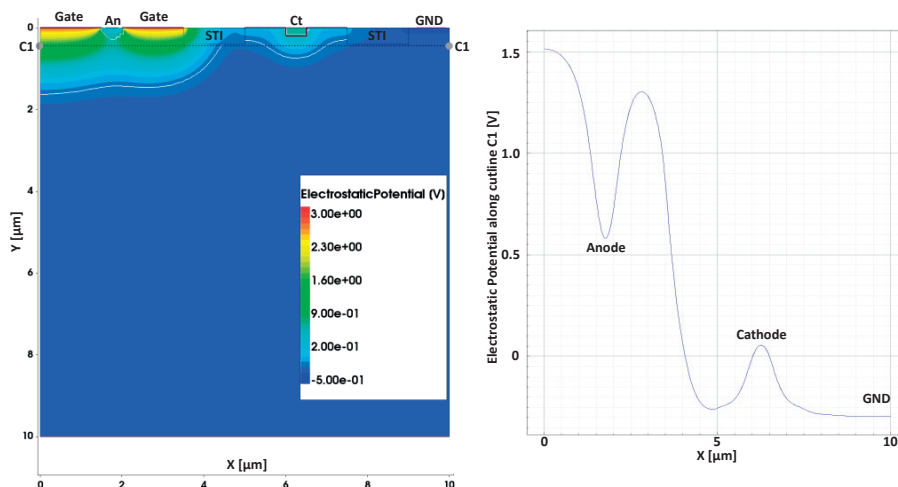 Gate An Gate Ct GND
STI STI
C1 C1
0
2
4
6
8
10
Y [µm]
ElectrostaticPotential (V)
3.00e+00
2.30e+00
1.60e+00
9.00e-01
2.00e-01
-5.00e-01
0 2 4 6 8 10
X [µm]
Electrostatic Potential along cutline C1 [V]
1.5
1.0
0.5
0
Anode
Cathode
GND
0 5 10
X [µm]